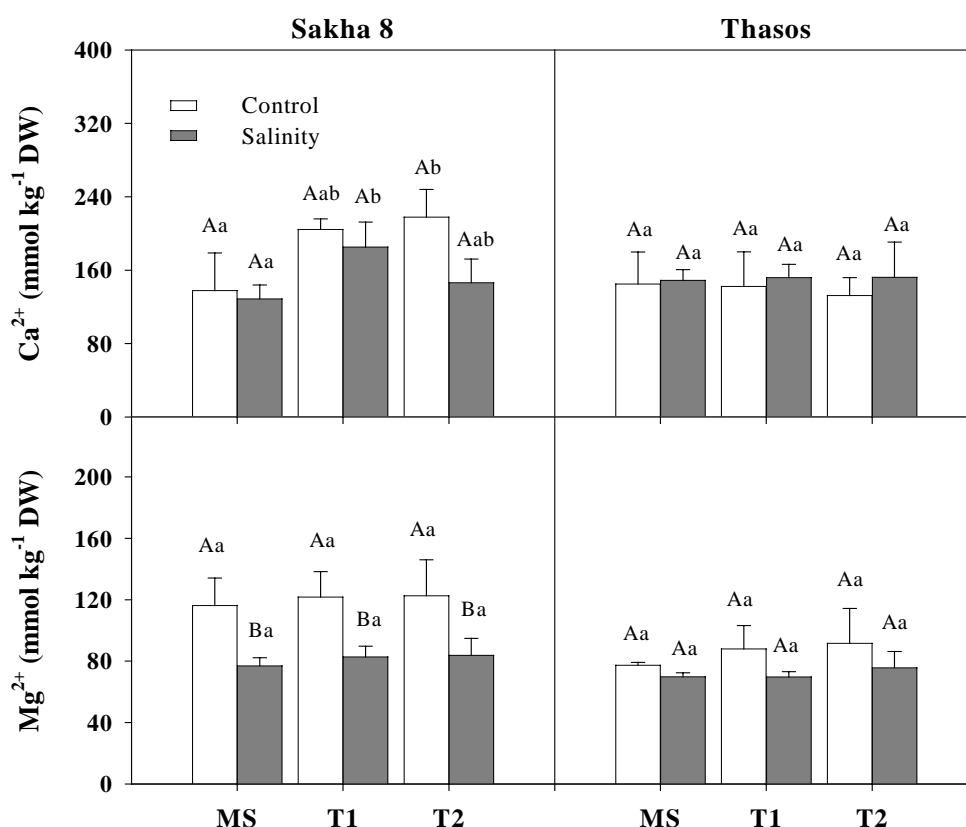 Sakha 8 Thasos
400
320
240
160
80
0
Ca²⁺ (mmol kg⁻¹ DW)
Control
Salinity
Aa Aa Aab Ab Ab Aab
Aa Aa Aa Aa Aa Aa
200
160
120
80
40
0
Mg²⁺ (mmol kg⁻¹ DW)
Aa Ba Aa Ba Aa Ba
Aa Aa Aa Aa Aa Aa
MS T1 T2 MS T1 T2